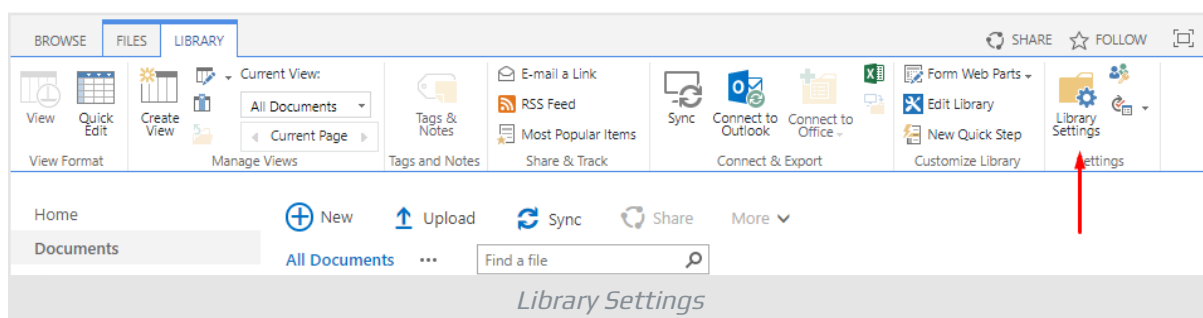 BROWSE FILES LIBRARY SHARE FOLLOW
View
Quick
Edit
View Format
Create
View
Current View:
All Documents
Current Page
Manage Views
Tags &
Notes
Tags and Notes
E-mail a Link
RSS Feed
Most Popular Items
Share & Track
Sync
Connect to
Outlook
Connect to
Office
Connect & Export
Form Web Parts
Edit Library
New Quick Step
Customize Library
Library
Settings
Settings
Home
Documents
New Upload Sync Share More
All Documents ... Find a file
Library Settings